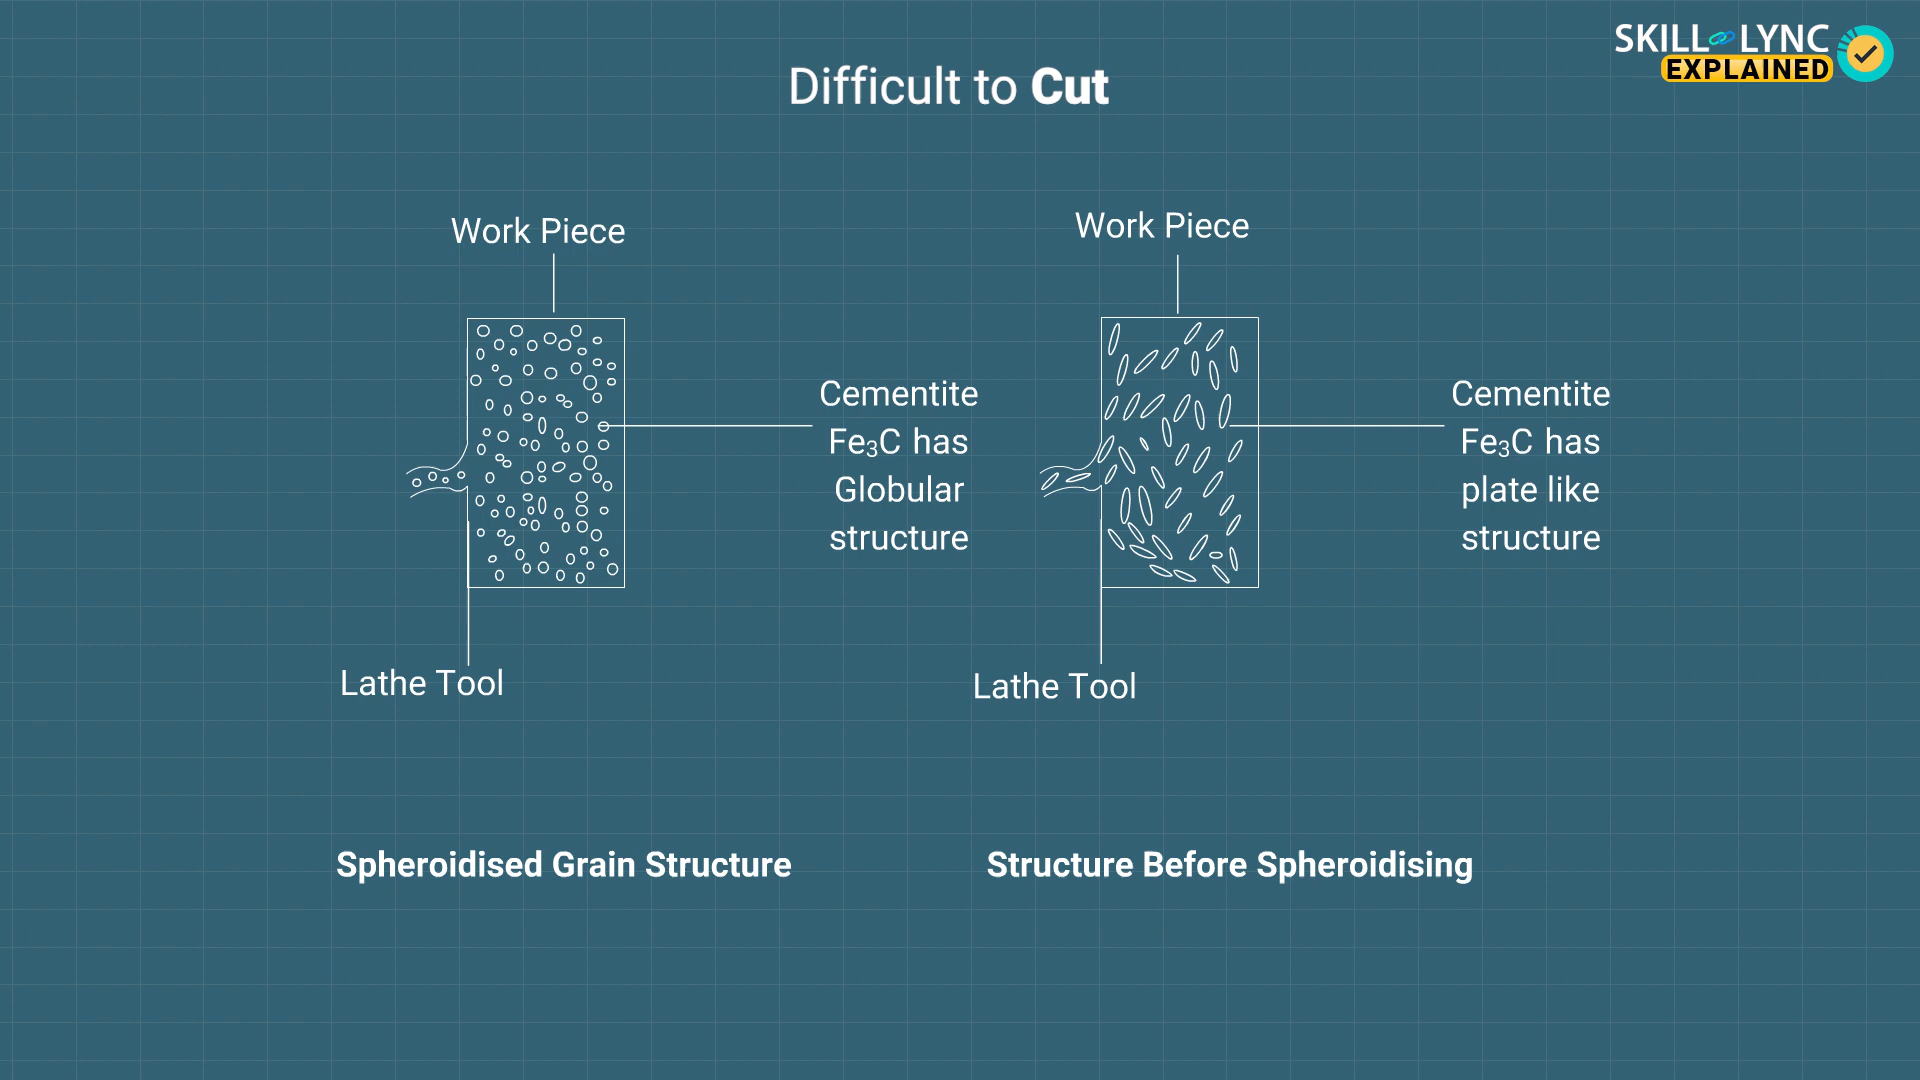 SKILL LYNC
EXPLAINED
Difficult to Cut
Work Piece
Cementite
Fe₃C has
Globular
structure
Lathe Tool
Spheroidised Grain Structure
Work Piece
Cementite
Fe₃C has
plate like
structure
Lathe Tool
Structure Before Spheroidising